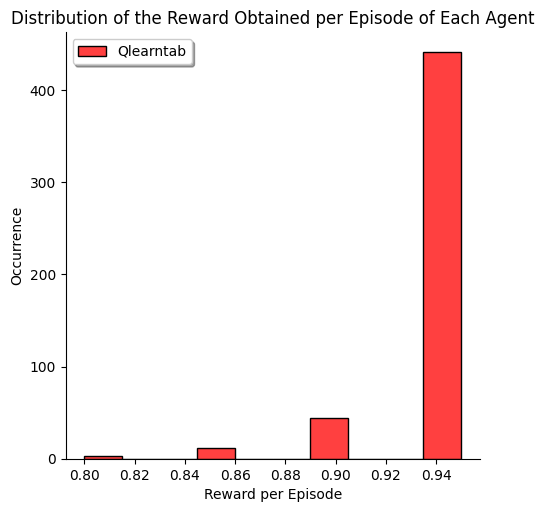 Distribution of the Reward Obtained per Episode of Each Agent
Qlearntab
Occurrence
400
300
200
100
0
0.80 0.82 0.84 0.86 0.88 0.90 0.92 0.94
Reward per Episode